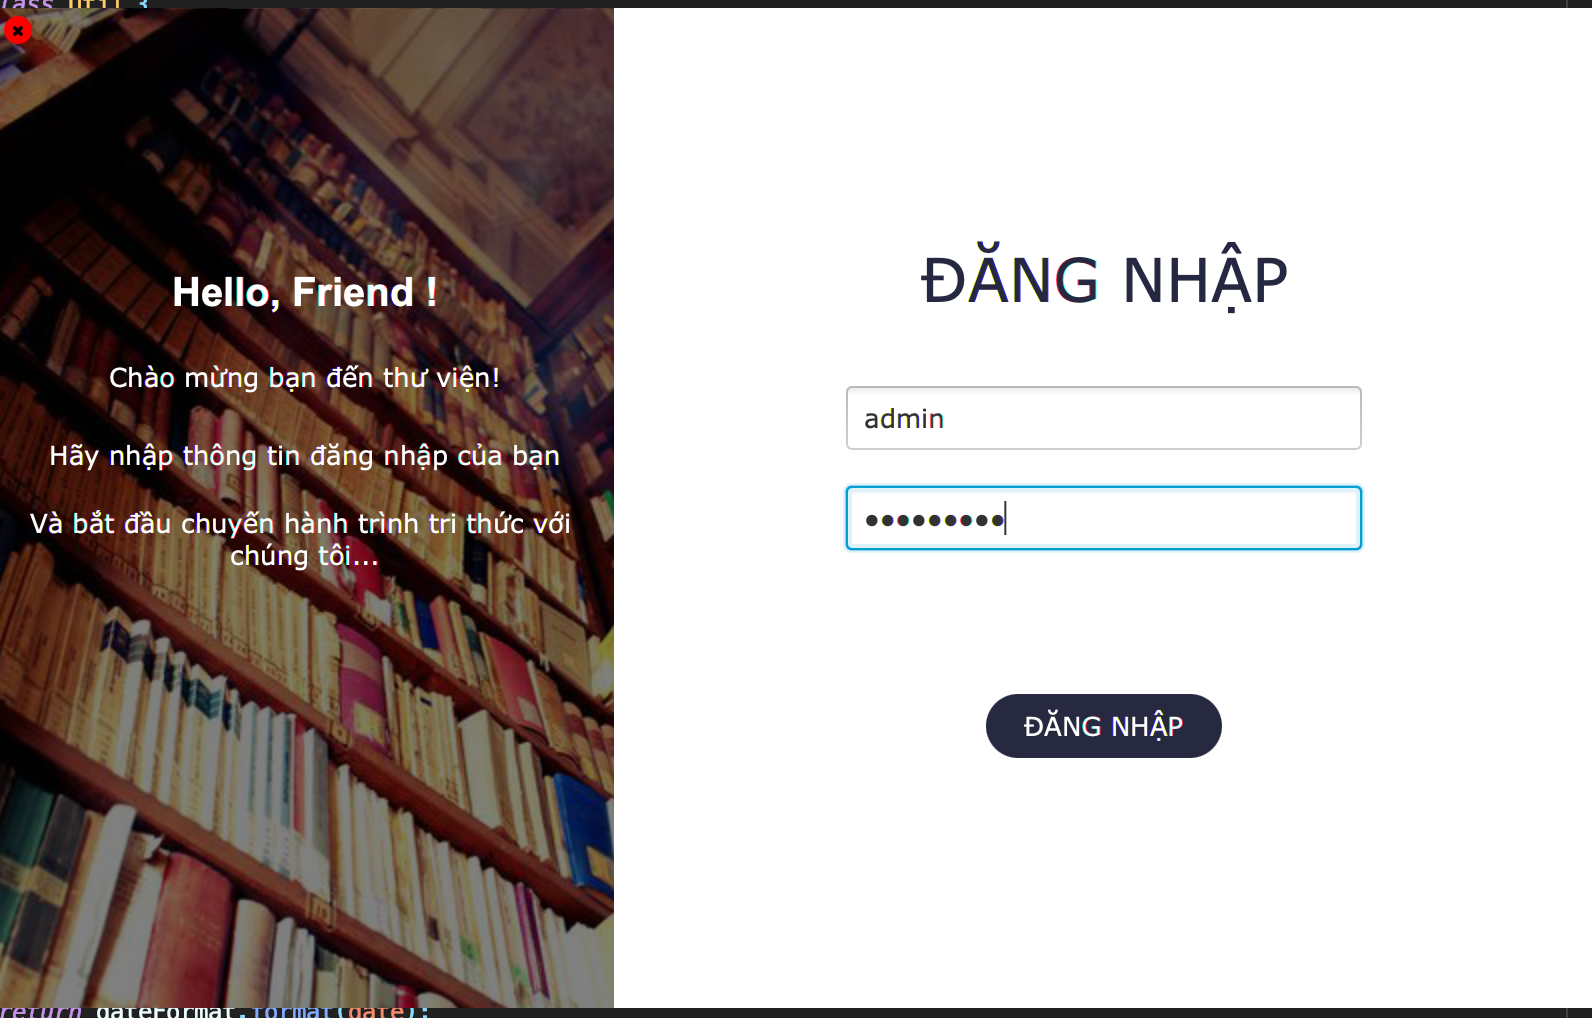 Hello, Friend !
Chào mừng bạn đến thư viện!
Hãy nhập thông tin đăng nhập của bạn
Và bắt đầu chuyến hành trình tri thức với
chúng tôi...
ĐĂNG NHẬP
admin
•••••••••
ĐĂNG NHẬP
return dateFormat.format(date);